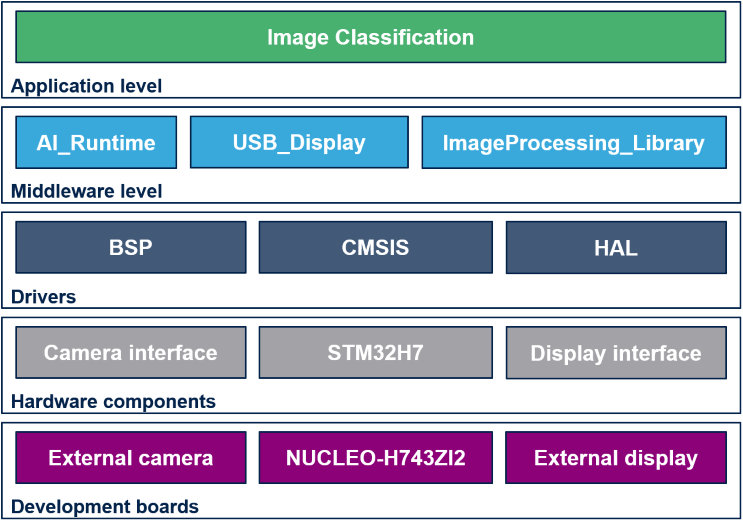 Image Classification
Application level
AI_Runtime
USB_Display
ImageProcessing_Library
Middleware level
BSP
CMSIS
HAL
Drivers
Camera interface
STM32H7
Display interface
Hardware components
External camera
NUCLEO-H743ZI2
External display
Development boards